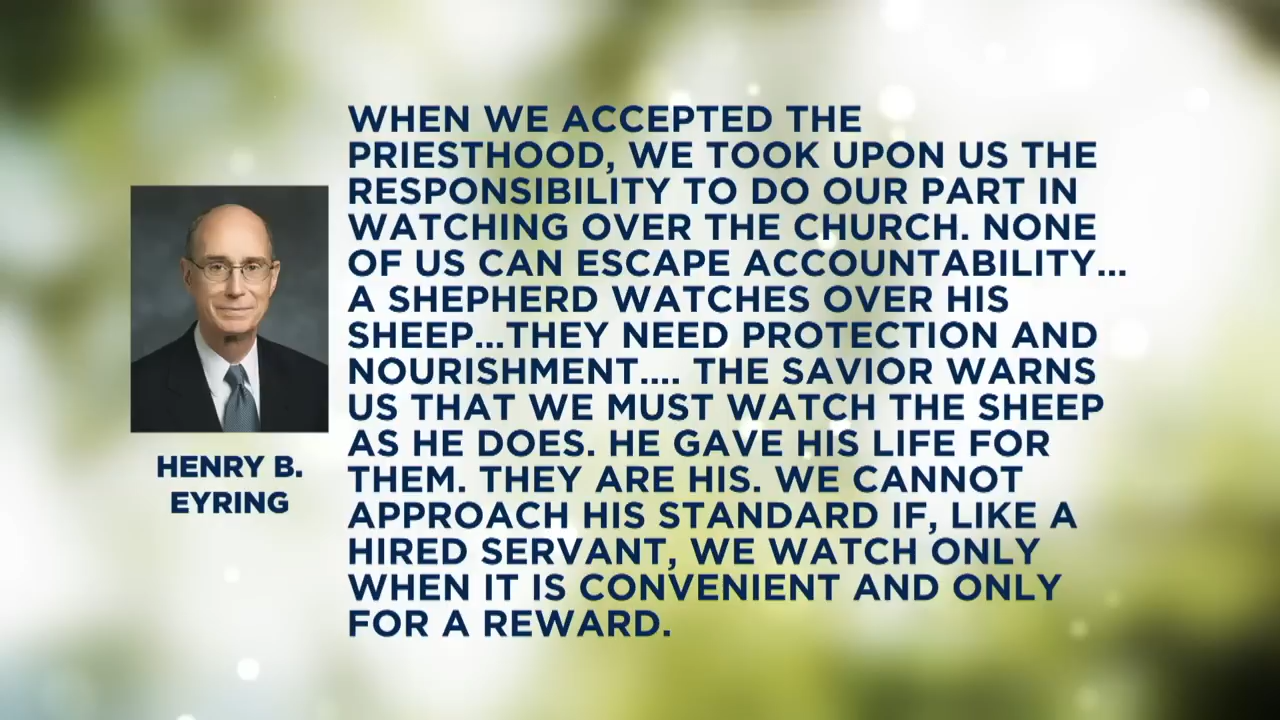 WHEN WE ACCEPTED THE
PRIESTHOOD, WE TOOK UPON US THE
RESPONSIBILITY TO DO OUR PART IN
WATCHING OVER THE CHURCH. NONE
OF US CAN ESCAPE ACCOUNTABILITY...
A SHEPHERD WATCHES OVER HIS
SHEEP...THEY NEED PROTECTION AND
NOURISHMENT.... THE SAVIOR WARNS
US THAT WE MUST WATCH THE SHEEP
AS HE DOES. HE GAVE HIS LIFE FOR
THEM. THEY ARE HIS. WE CANNOT
APPROACH HIS STANDARD IF, LIKE A
HIRED SERVANT, WE WATCH ONLY
WHEN IT IS CONVENIENT AND ONLY
FOR A REWARD.
HENRY B.
EYRING